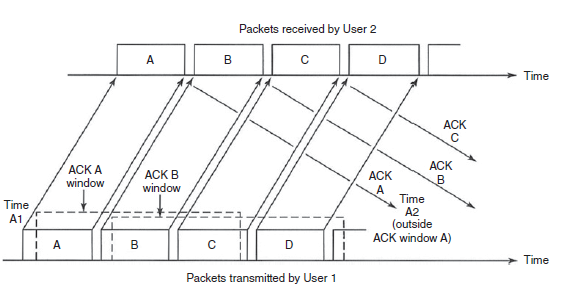 Packets received by User 2
A
B
C
D
Time
ACK
C
ACK
B
ACK
A
ACK A
window
ACK B
window
Time
A1
Time
A2
(outside
ACK window A)
A
B
C
D
Time
Packets transmitted by User 1